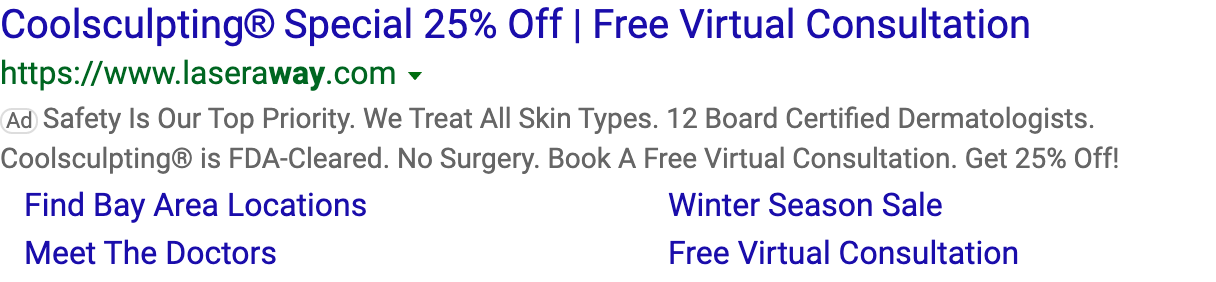 Coolsculpting® Special 25% Off | Free Virtual Consultation
https://www.laseraway.com
Ad Safety Is Our Top Priority. We Treat All Skin Types. 12 Board Certified Dermatologists.
Coolsculpting® is FDA-Cleared. No Surgery. Book A Free Virtual Consultation. Get 25% Off!
Find Bay Area Locations Winter Season Sale
Meet The Doctors Free Virtual Consultation